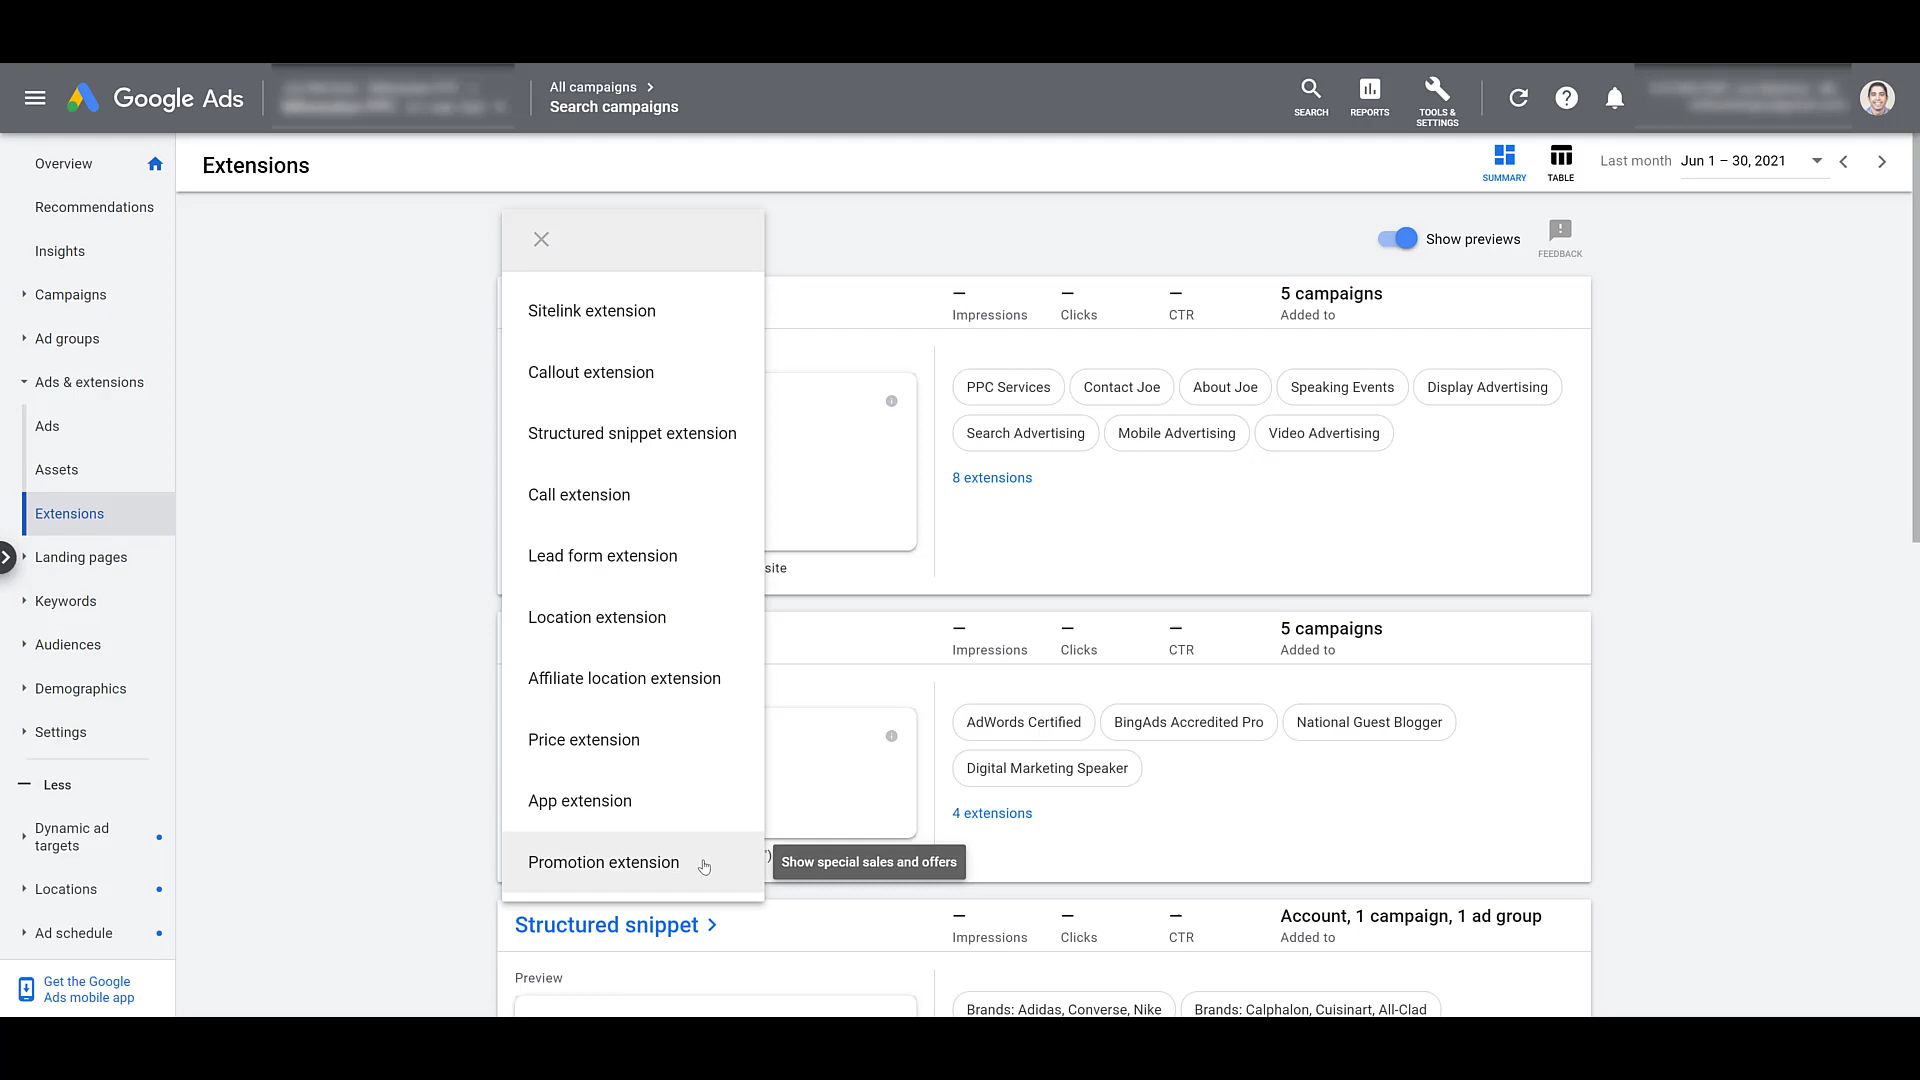 Google Ads
All campaigns
Search campaigns
SEARCH
REPORTS
TOOLS &
SETTINGS
Overview
Recommendations
Insights
Campaigns
Ad groups
Ads & extensions
Ads
Assets
Extensions
Landing pages
Keywords
Audiences
Demographics
Settings
Less
Dynamic ad
targets
Locations
Ad schedule
Get the Google
Ads mobile app
Extensions
SUMMARY
TABLE
Last month Jun 1 – 30, 2021
Show previews
FEEDBACK
Sitelink extension
Callout extension
Structured snippet extension
Call extension
Lead form extension
Location extension
Affiliate location extension
Price extension
App extension
Promotion extension
Show special sales and offers
— — — 5 campaigns
Impressions Clicks CTR Added to
PPC Services Contact Joe About Joe Speaking Events Display Advertising
Search Advertising Mobile Advertising Video Advertising
8 extensions
site
— — — 5 campaigns
Impressions Clicks CTR Added to
AdWords Certified BingAds Accredited Pro National Guest Blogger
Digital Marketing Speaker
4 extensions
Structured snippet
— — — Account, 1 campaign, 1 ad group
Impressions Clicks CTR Added to
Preview
Brands: Adidas, Converse, Nike Brands: Calphalon, Cuisinart, All-Clad